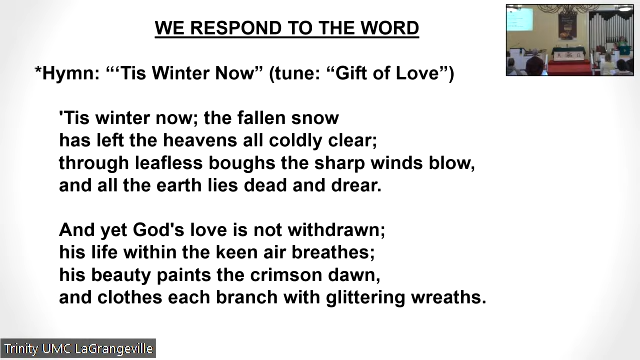 WE RESPOND TO THE WORD
*Hymn: “‘Tis Winter Now” (tune: “Gift of Love”)
'Tis winter now; the fallen snow
has left the heavens all coldly clear;
through leafless boughs the sharp winds blow,
and all the earth lies dead and drear.
And yet God's love is not withdrawn;
his life within the keen air breathes;
his beauty paints the crimson dawn,
and clothes each branch with glittering wreaths.
Trinity UMC LaGrangeville